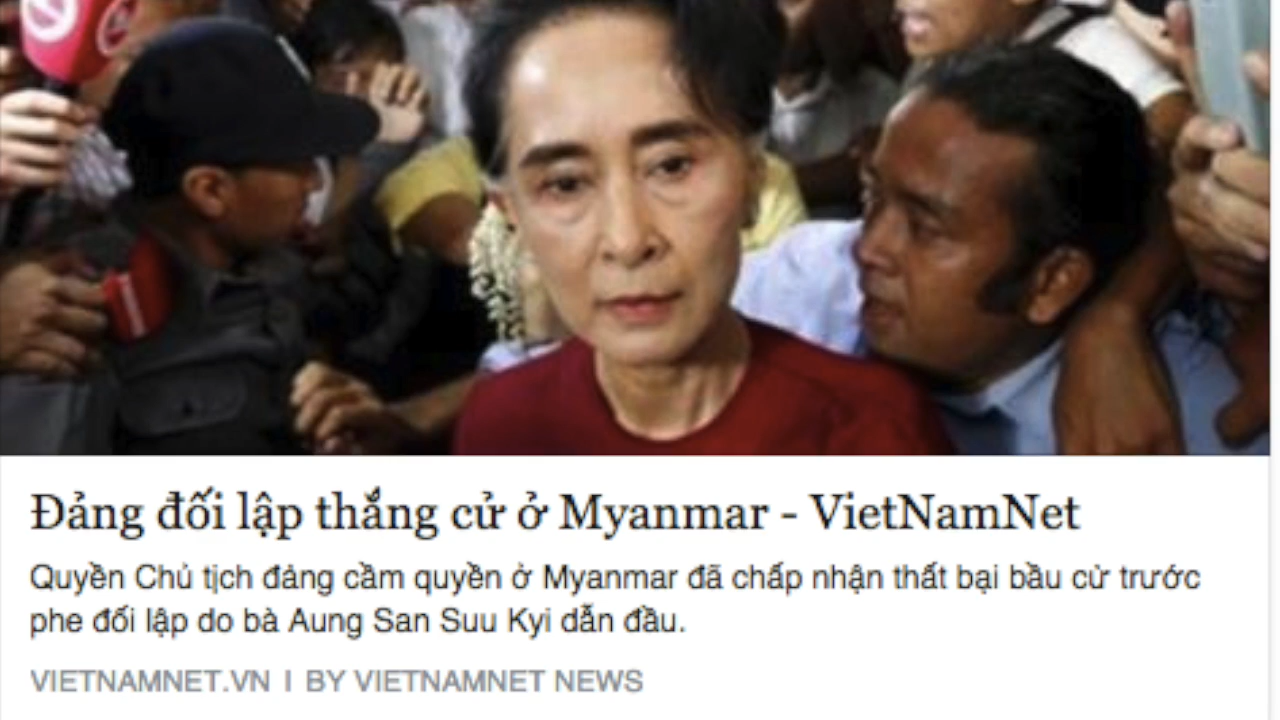 Đảng đối lập thắng cử ở Myanmar - VietNamNet
Quyền Chủ tịch đảng cầm quyền ở Myanmar đã chấp nhận thất bại bầu cử trước
phe đối lập do bà Aung San Suu Kyi dẫn đầu.
VIETNAMNET.VN | BY VIETNAMNET NEWS